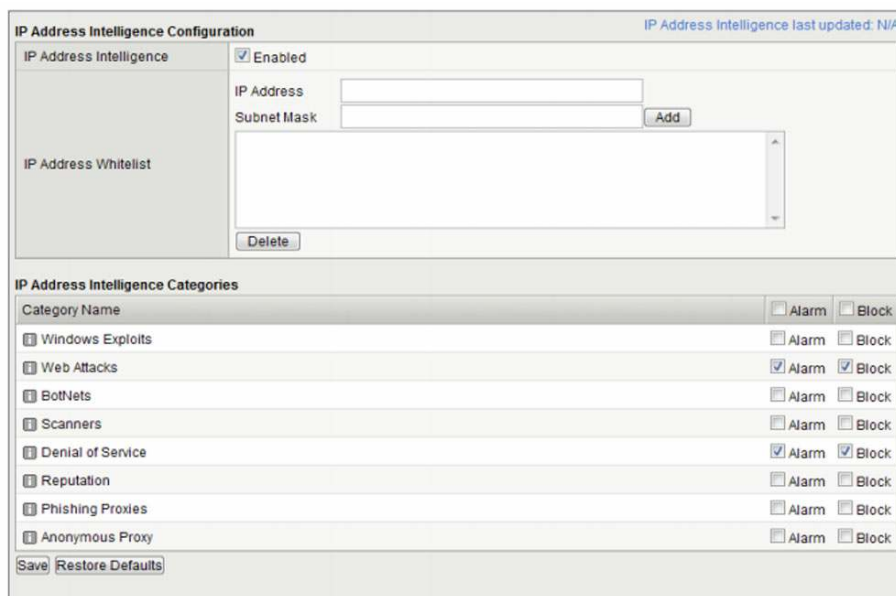 IP Address Intelligence Configuration
IP Address Intelligence last updated: N/A
IP Address Intelligence
Enabled
IP Address
Subnet Mask
Add
IP Address Whitelist
Delete
IP Address Intelligence Categories
Category Name Alarm Block
Windows Exploits Alarm Block
Web Attacks Alarm Block
BotNets Alarm Block
Scanners Alarm Block
Denial of Service Alarm Block
Reputation Alarm Block
Phishing Proxies Alarm Block
Anonymous Proxy Alarm Block
Save Restore Defaults